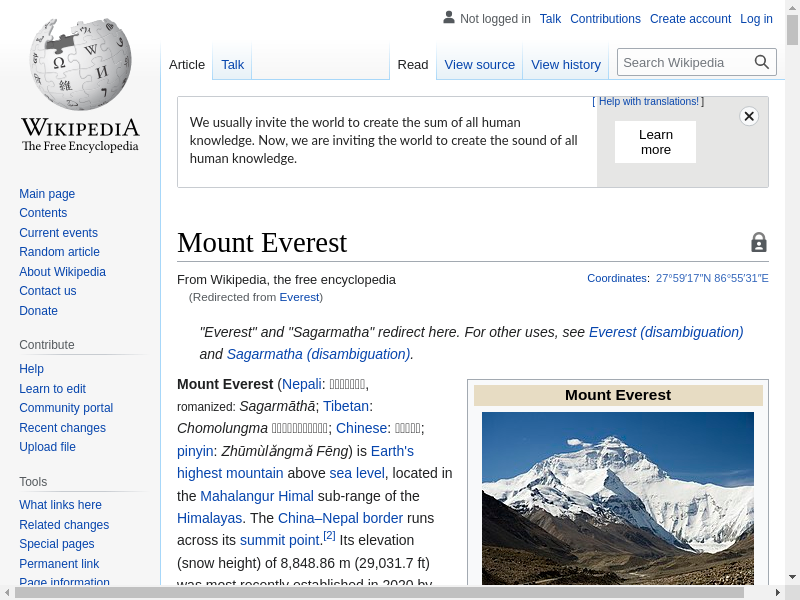 Not logged in Talk Contributions Create account Log in
Article Talk Read View source View history Search Wikipedia
WIKIPEDIA
The Free Encyclopedia
Main page
Contents
Current events
Random article
About Wikipedia
Contact us
Donate
Contribute
Help
Learn to edit
Community portal
Recent changes
Upload file
Tools
What links here
Related changes
Special pages
Permanent link
Page information
[ Help with translations! ]
We usually invite the world to create the sum of all human
knowledge. Now, we are inviting the world to create the sound of all
human knowledge.
Learn
more
Mount Everest
From Wikipedia, the free encyclopedia
Coordinates: 27°59′17″N 86°55′31″E
(Redirected from Everest)
"Everest" and "Sagarmatha" redirect here. For other uses, see Everest (disambiguation)
and Sagarmatha (disambiguation).
Mount Everest (Nepali: ,
romanized: Sagarmāthā; Tibetan:
Chomolungma ; Chinese: ;
pinyin: Zhūmùlǎngmǎ Fēng) is Earth's
highest mountain above sea level, located in
the Mahalangur Himal sub-range of the
Himalayas. The China–Nepal border runs
across its summit point.[2] Its elevation
(snow height) of 8,848.86 m (29,031.7 ft)
was most recently established in 2020 by
Mount Everest